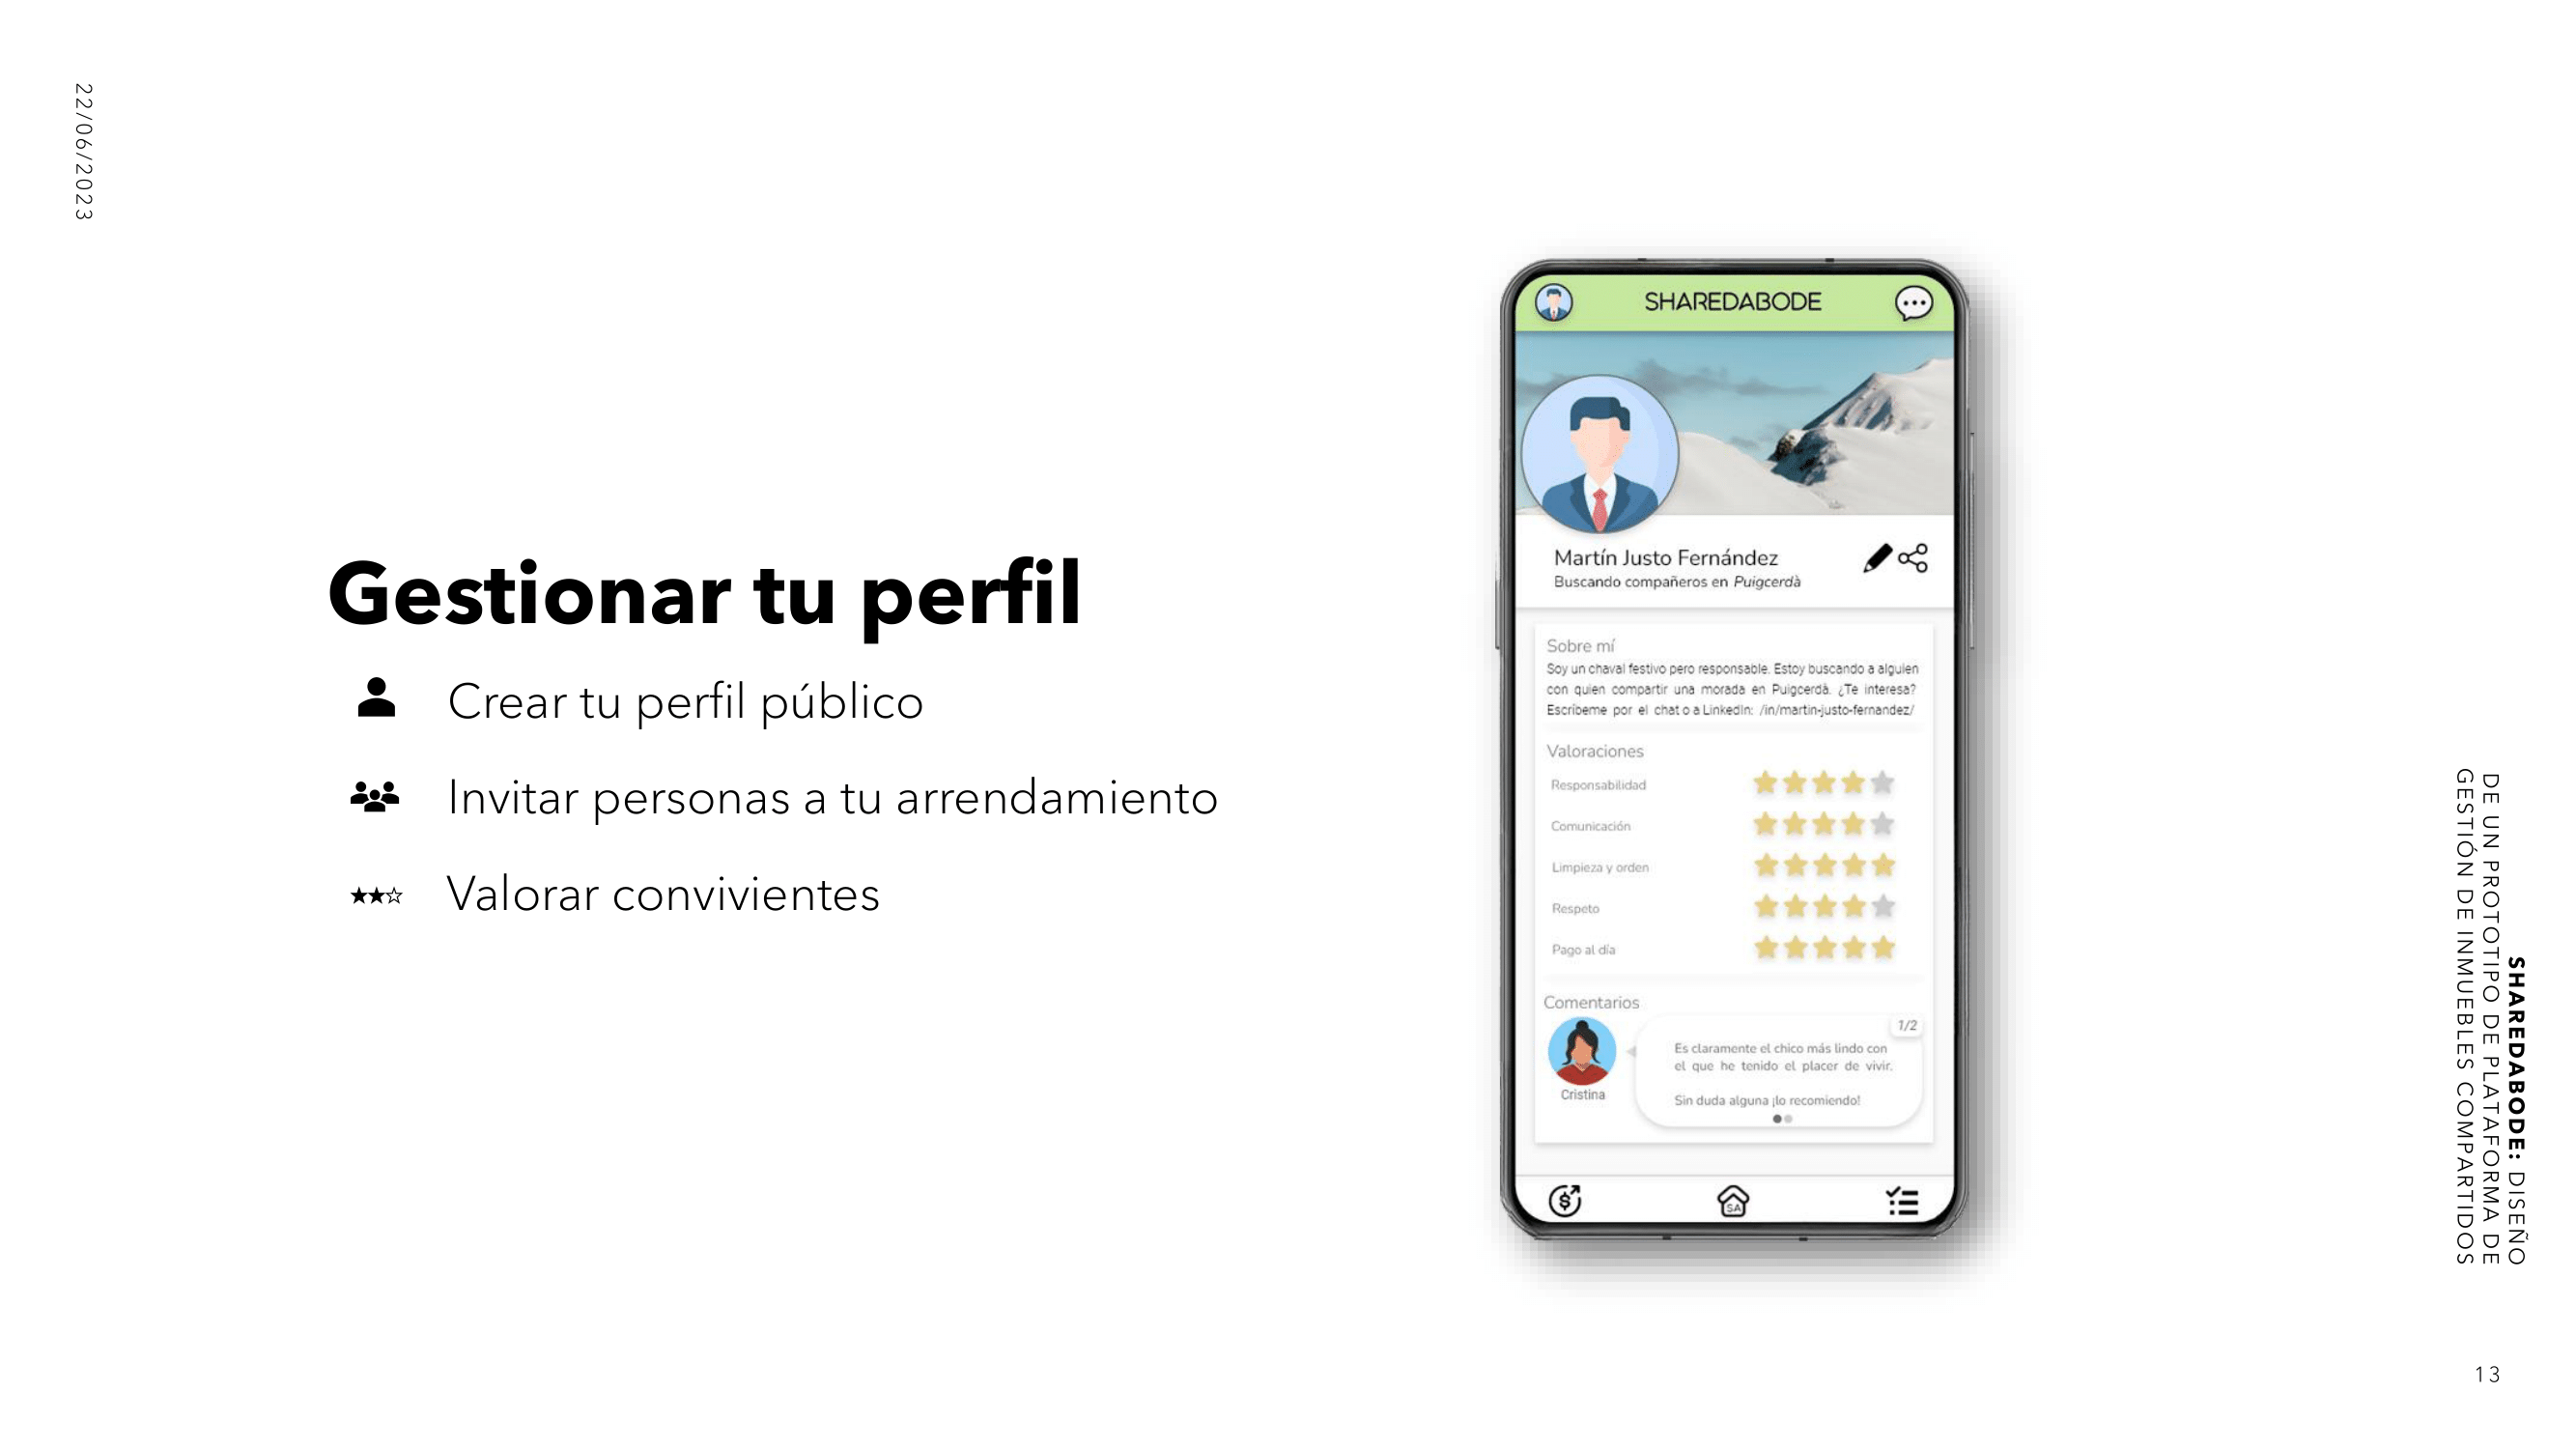 22/06/2023
Gestionar tu perfil
Crear tu perfil público
Invitar personas a tu arrendamiento
Valorar convivientes
SHAREDABODE
Martín Justo Fernández
Buscando compañeros en Puigcerdà
Sobre mí
Soy un chaval festivo pero responsable. Estoy buscando a alguien
con quien compartir una morada en Puigcerdà. ¿Te interesa?
Escríbeme por el chat o a LinkedIn: /in/martin-justo-fernandez/
Valoraciones
Responsabilidad
Comunicación
Limpieza y orden
Respeto
Pago al día
Comentarios
1/2
Es claramente el chico más lindo con
el que he tenido el placer de vivir.
Sin duda alguna ¡lo recomiendo!
Cristina
SA
SHAREDABODE: DISEÑO
DE UN PROTOTIPO DE PLATAFORMA DE
GESTIÓN DE INMUEBLES COMPARTIDOS
13